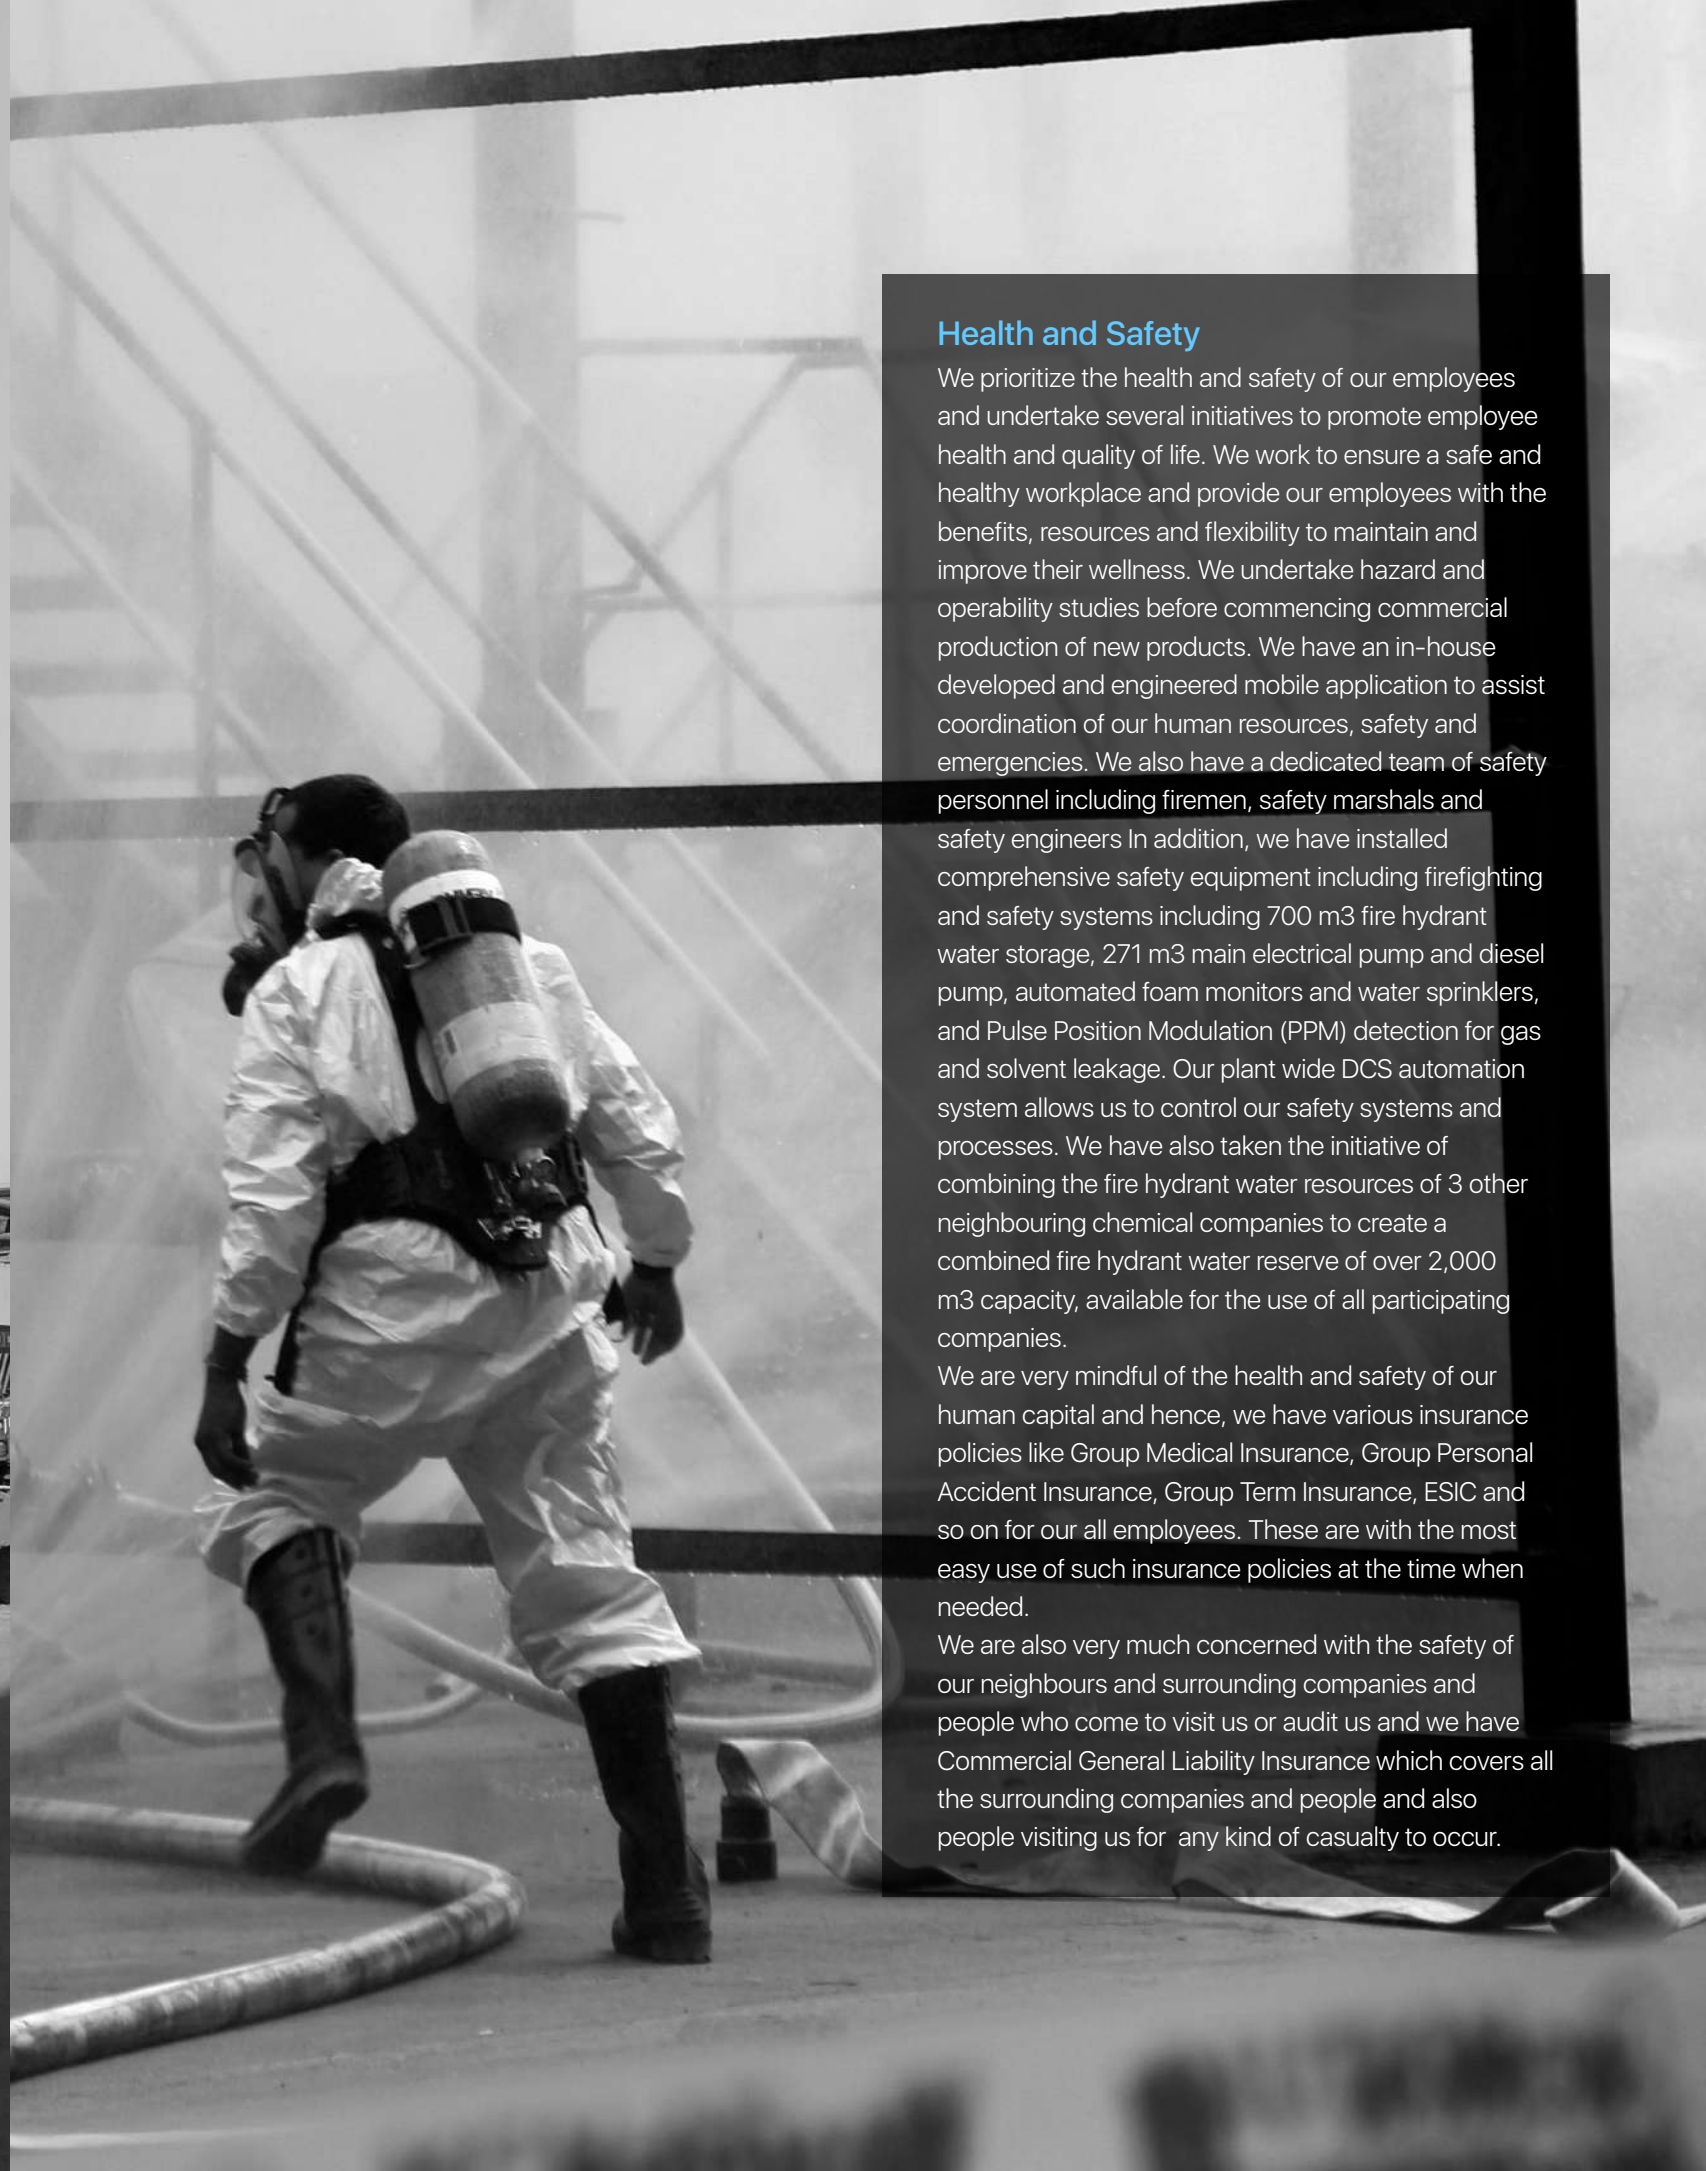 Health and Safety
We prioritize the health and safety of our employees
and undertake several initiatives to promote employee
health and quality of life. We work to ensure a safe and
healthy workplace and provide our employees with the
benefits, resources and flexibility to maintain and
improve their wellness. We undertake hazard and
operability studies before commencing commercial
production of new products. We have an in-house
developed and engineered mobile application to assist
coordination of our human resources, safety and
emergencies. We also have a dedicated team of safety
personnel including firemen, safety marshals and
safety engineers In addition, we have installed
comprehensive safety equipment including firefighting
and safety systems including 700 m3 fire hydrant
water storage, 271 m3 main electrical pump and diesel
pump, automated foam monitors and water sprinklers,
and Pulse Position Modulation (PPM) detection for gas
and solvent leakage. Our plant wide DCS automation
system allows us to control our safety systems and
processes. We have also taken the initiative of
combining the fire hydrant water resources of 3 other
neighbouring chemical companies to create a
combined fire hydrant water reserve of over 2,000
m3 capacity, available for the use of all participating
companies.
We are very mindful of the health and safety of our
human capital and hence, we have various insurance
policies like Group Medical Insurance, Group Personal
Accident Insurance, Group Term Insurance, ESIC and
so on for our all employees. These are with the most
easy use of such insurance policies at the time when
needed.
We are also very much concerned with the safety of
our neighbours and surrounding companies and
people who come to visit us or audit us and we have
Commercial General Liability Insurance which covers all
the surrounding companies and people and also
people visiting us for  any kind of casualty to occur.